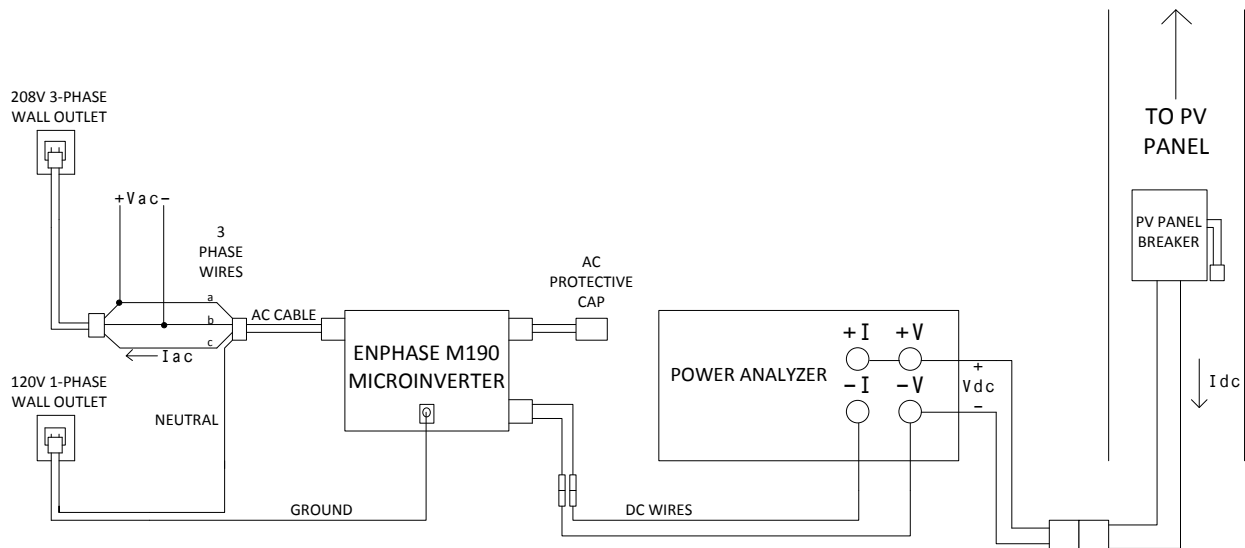 208V 3-PHASE
WALL OUTLET
+Vac-
3
PHASE
WIRES
a
b
c
Iac
AC CABLE
120V 1-PHASE
WALL OUTLET
NEUTRAL
GROUND
ENPHASE M190
MICROINVERTER
AC
PROTECTIVE
CAP
DC WIRES
POWER ANALYZER
+I +V
-I -V
+
Vdc
-
TO PV
PANEL
PV PANEL
BREAKER
Idc